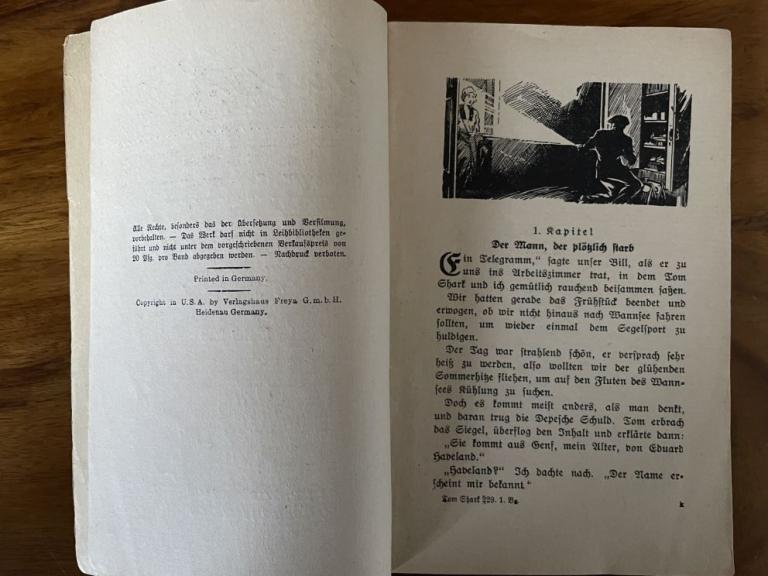 Alle Rechte, besonders das der Übersetzung und Verfilmung,
vorbehalten. — Das Werk darf nicht in Leihbibliotheken ge-
führt und nicht unter dem vorgeschriebenen Verkaufspreis von
20 Pfg. pro Band abgegeben werden. — Nachdruck verboten.
Printed in Germany.
Copyright in U.S.A. by Verlagshaus Freya G.m.b.H.
Heidenau Germany.
1. Kapitel
Der Mann, der plötzlich starb
Ein Telegramm,“ sagte unser Bill, als er zu
uns ins Arbeitszimmer trat, in dem Tom
Shark und ich gemütlich rauchend beisammen saßen.
Wir hatten gerade das Frühstück beendet und
erwogen, ob wir nicht hinaus nach Wannsee fahren
sollten, um wieder einmal dem Segelsport zu
huldigen.
Der Tag war strahlend schön, er versprach sehr
heiß zu werden, also wollten wir der glühenden
Sommerhitze fliehen, um auf den Fluten des Wann-
sees Kühlung zu suchen.
Doch es kommt meist anders, als man denkt,
und daran trug die Depesche Schuld. Tom erbrach
das Siegel, überflog den Inhalt und erklärte dann:
„Sie kommt aus Genf, mein Alter, von Eduard
Haveland.“
„Haveland?“ Ich dachte nach. „Der Name er-
scheint mir bekannt.“
Tom Shark 529. 1. Bg.